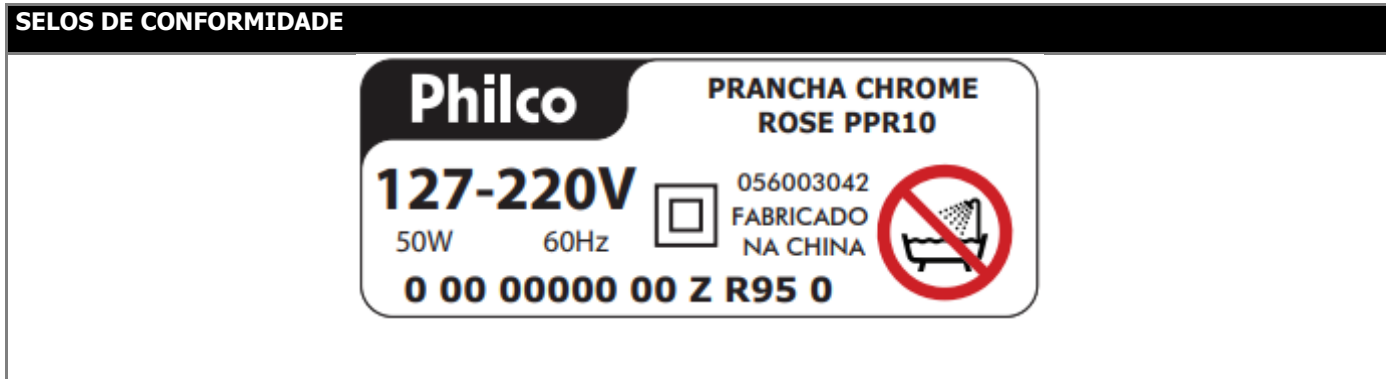 SELOS DE CONFORMIDADE
Philco
PRANCHA CHROME
ROSE PPR10
127-220V
50W 60Hz
056003042
FABRICADO
NA CHINA
0 00 00000 00 Z R95 0